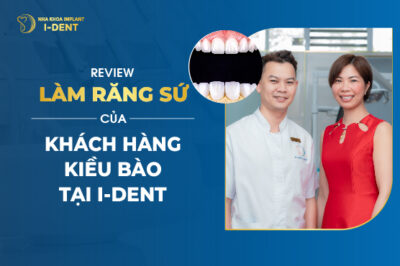 NHA KHOA IMPLANT
I-DENT
REVIEW
LÀM RĂNG SỨ
CỦA
KHÁCH HÀNG
KIỀU BÀO
TẠI I-DENT